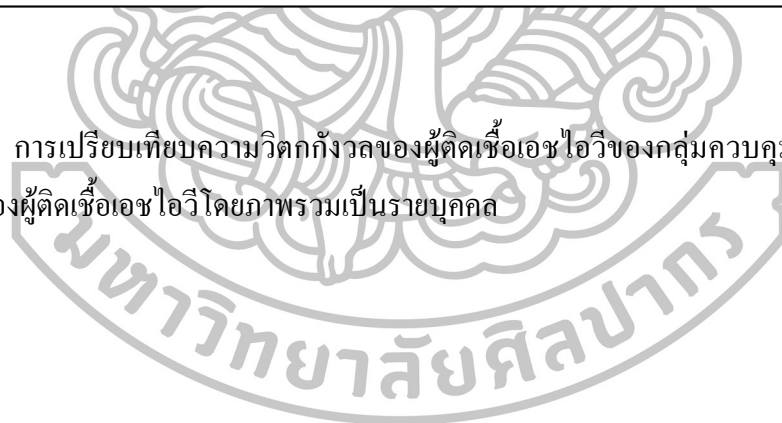 การเปรียบเทียบความวิตกกังวลของผู้ติดเชื้อเอชไอวีของกลุ่มควบคุม
องผู้ติดเชื้อเอชไอวีโดยภาพรวมเป็นรายบุคคล
มหาวิทยาลัยศิลปากร